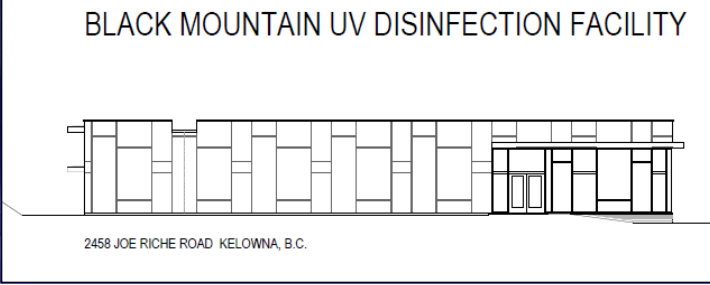 BLACK MOUNTAIN UV DISINFECTION FACILITY
2458 JOE RICHE ROAD KELOWNA, B.C.